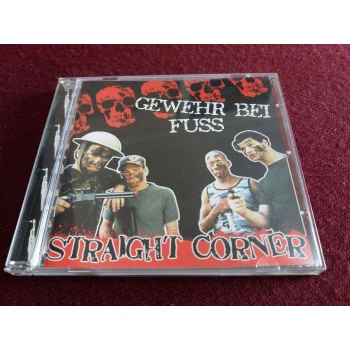 GEWEHR BEI
FUSS
STRAIGHT CORNER